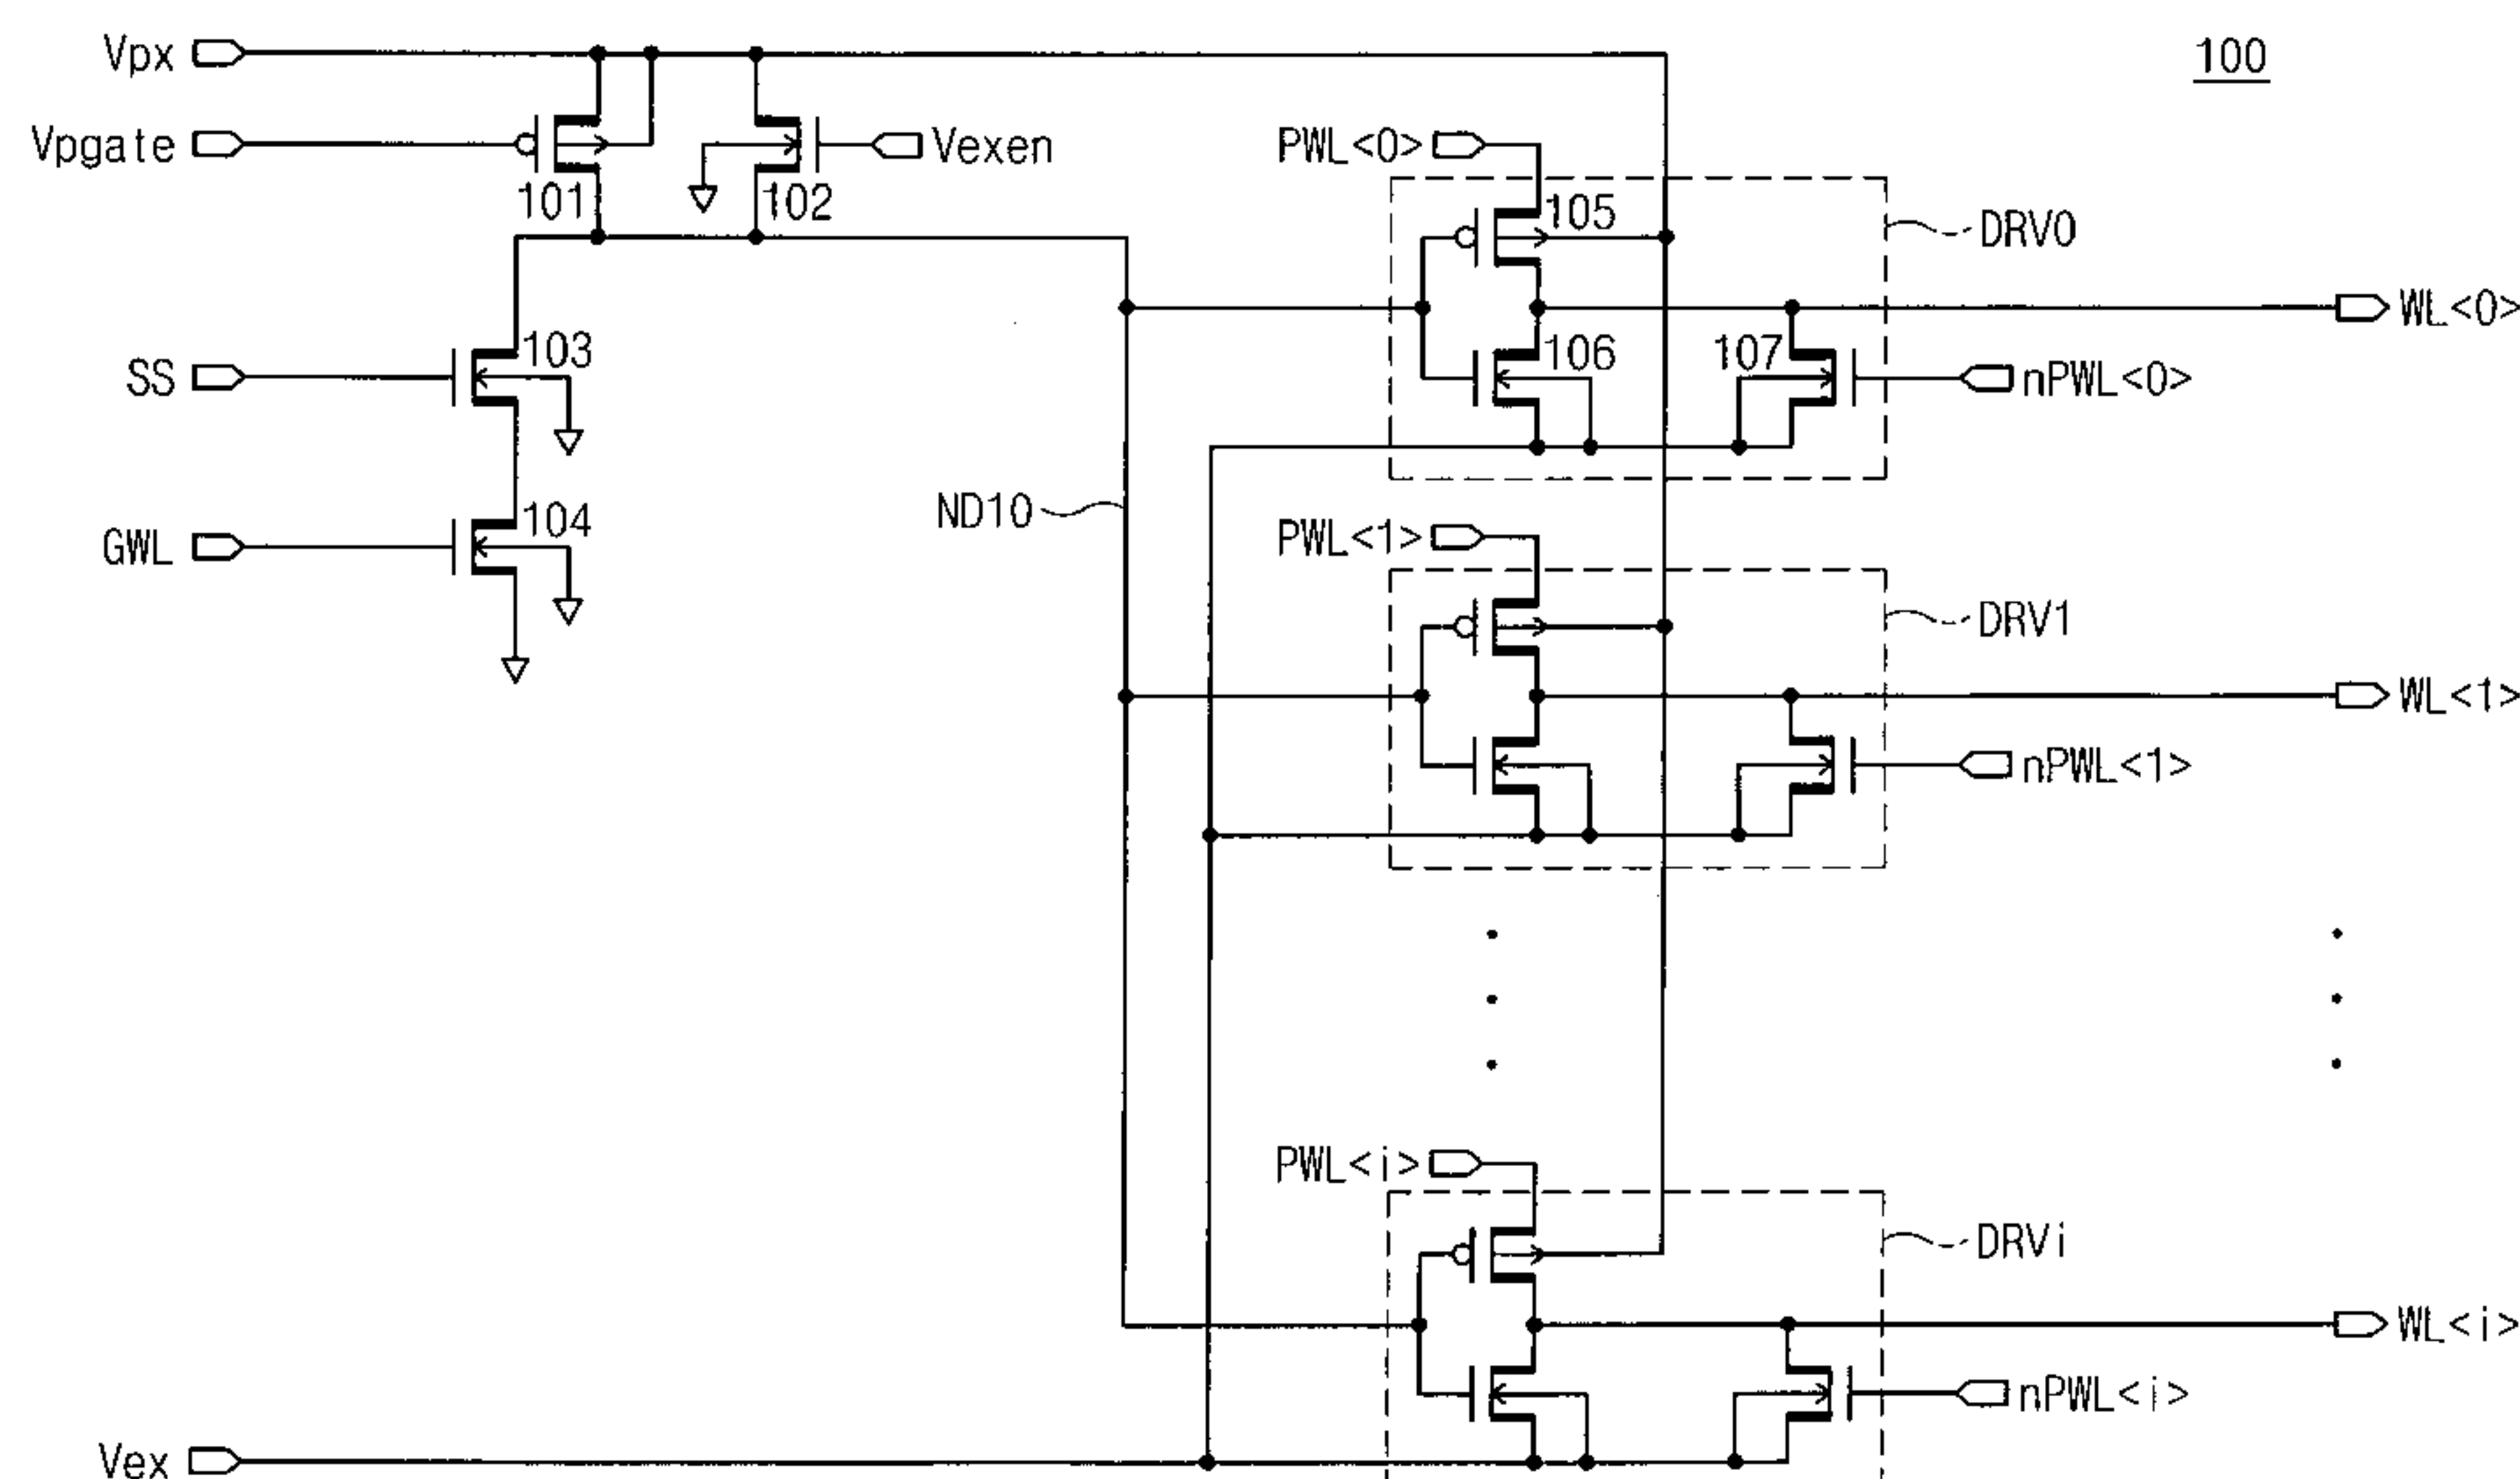 Vpx
100
Vpgate
Vexen
PWL<0>
101
102
105
DRV0
WL<0>
103
106
107
SS
nPWL<0>
ND10
104
PWL<1>
GWL
DRV1
WL<1>
nPWL<1>
PWL<i>
DRVi
WL<i>
nPWL<i>
Vex